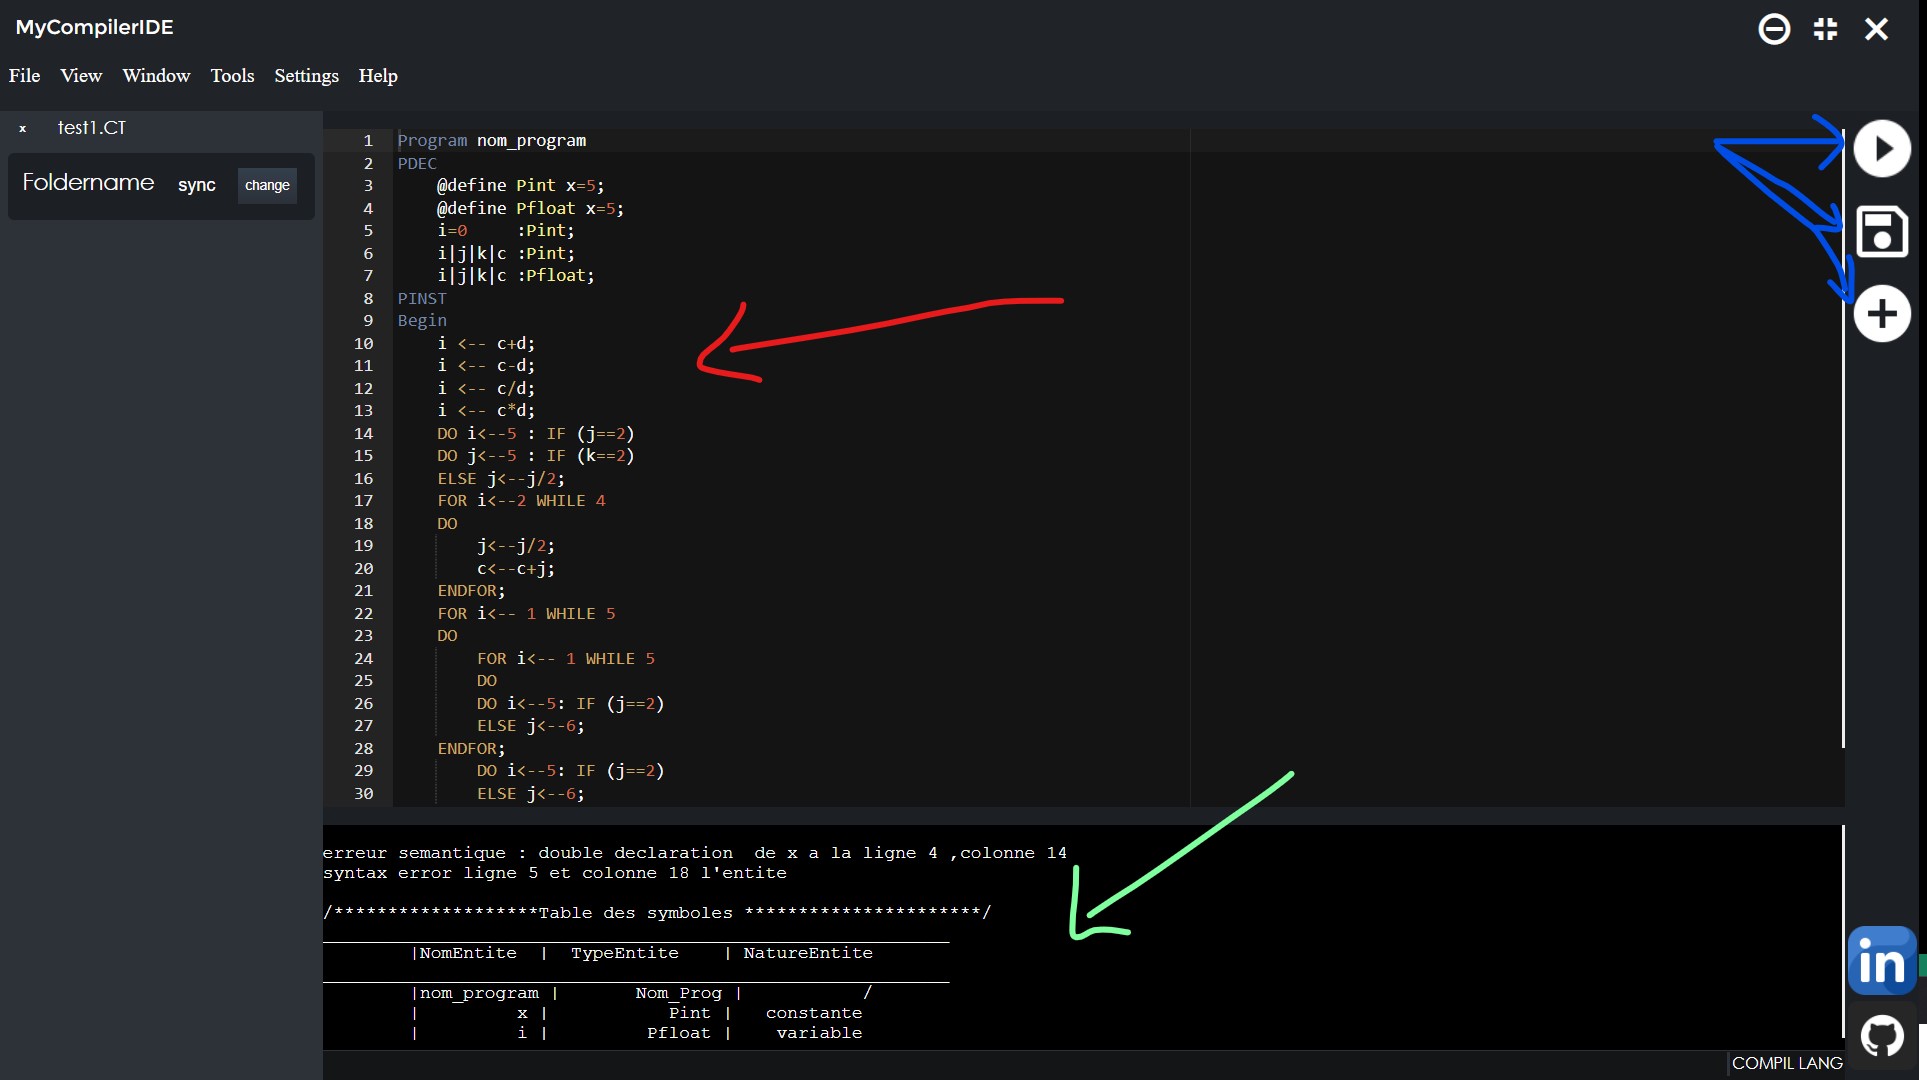 MyCompilerIDE
File View Window Tools Settings Help
x test1.CT
Foldername sync change
1 Program nom_program
2 PDEC
3 @define Pint x=5;
4 @define Pfloat x=5;
5 i=0 :Pint;
6 i|j|k|c :Pint;
7 i|j|k|c :Pfloat;
8 PINST
9 Begin
10 i <-- c+d;
11 i <-- c-d;
12 i <-- c/d;
13 i <-- c*d;
14 DO i<--5 : IF (j==2)
15 DO j<--5 : IF (k==2)
16 ELSE j<--j/2;
17 FOR i<--2 WHILE 4
18 DO
19 j<--j/2;
20 c<--c+j;
21 ENDFOR;
22 FOR i<-- 1 WHILE 5
23 DO
24 FOR i<-- 1 WHILE 5
25 DO
26 DO i<--5: IF (j==2)
27 ELSE j<--6;
28 ENDFOR;
29 DO i<--5: IF (j==2)
30 ELSE j<--6;
erreur semantique : double declaration de x a la ligne 4 ,colonne 14
syntax error ligne 5 et colonne 18 l'entite
/*******************Table des symboles **********************/
|NomEntite | TypeEntite | NatureEntite
|nom_program | Nom_Prog | /
| x | Pint | constante
| i | Pfloat | variable
in
COMPIL LANG